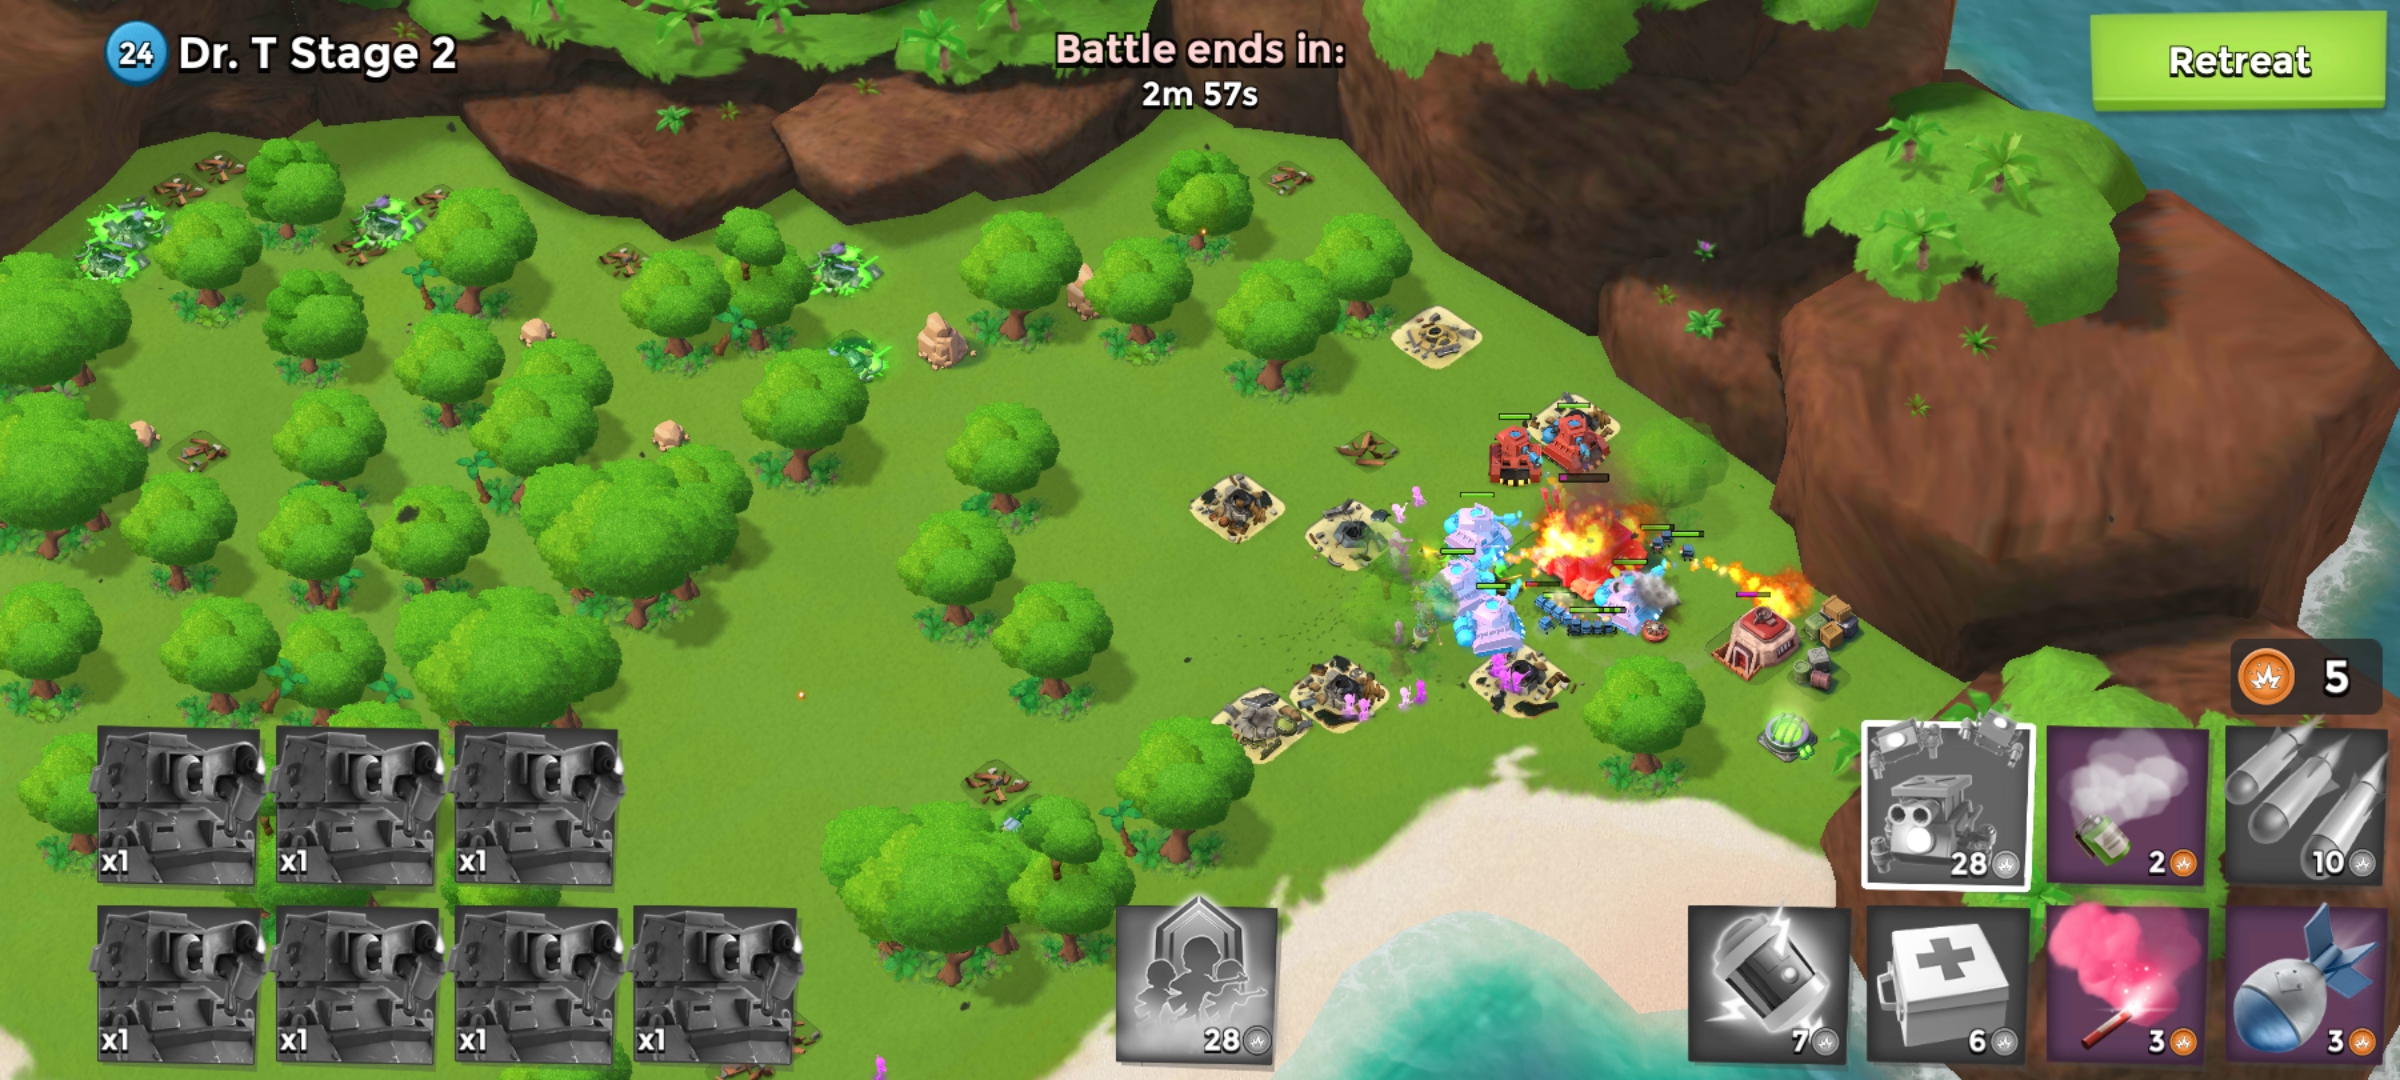 24 Dr. T Stage 2
Battle ends in:
2m 57s
Retreat
5
x1
x1
x1
28
2
10
x1
x1
x1
x1
28
7
6
3
3